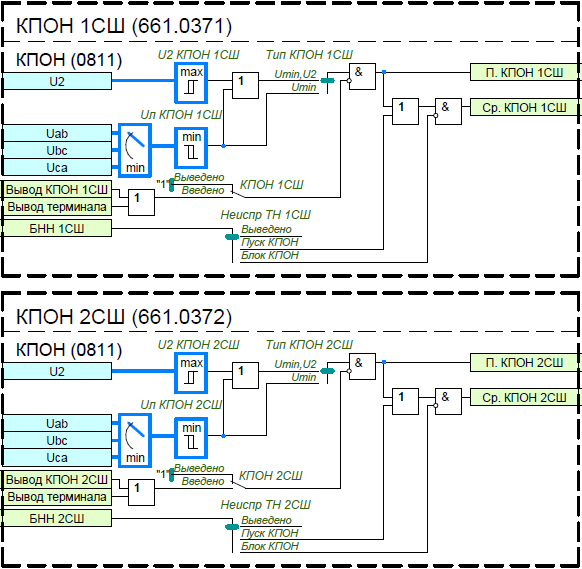 КПОН 1СШ (661.0371)
КПОН (0811)
U2 КПОН 1СШ
Тип КПОН 1СШ
U2
max
1
Umin,U2
Umin
&
П. КПОН 1СШ
Uл КПОН 1СШ
1
&
Ср. КПОН 1СШ
Uab
Ubc
Uca
min
min
"1"
Выведено
Введено
КПОН 1СШ
Вывод КПОН 1СШ
Вывод терминала
1
БНН 1СШ
Неиспр ТН 1СШ
Выведено
Пуск КПОН
Блок КПОН
КПОН 2СШ (661.0372)
КПОН (0811)
U2 КПОН 2СШ
Тип КПОН 2СШ
U2
max
1
Umin,U2
Umin
&
П. КПОН 2СШ
Uл КПОН 2СШ
1
&
Ср. КПОН 2СШ
Uab
Ubc
Uca
min
min
"1"
Выведено
Введено
КПОН 2СШ
Вывод КПОН 2СШ
Вывод терминала
1
БНН 2СШ
Неиспр ТН 2СШ
Выведено
Пуск КПОН
Блок КПОН